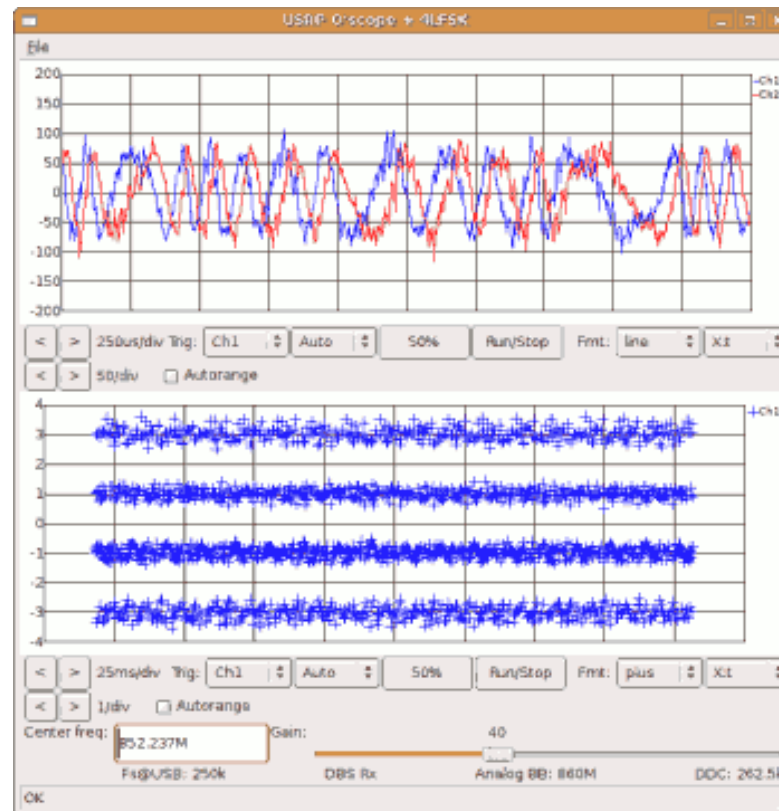 USRP O'scope + 4LFSK
File
200
150
100
50
0
-50
-100
-150
-200
Ch1
Ch2
< > 250us/div Trig: Ch1 Auto 50% Run/Stop Fmt: line X:t
< > 50/div Autorange
4
3
2
1
0
-1
-2
-3
-4
Ch1
< > 25ms/div Trig: Ch1 Auto 50% Run/Stop Fmt: plus X:t
< > 1/div Autorange
Center freq: 852.237M Gain: 40
Fs@USB: 250k DBS Rx Analog BB: 860M DDC: 262.5k
OK